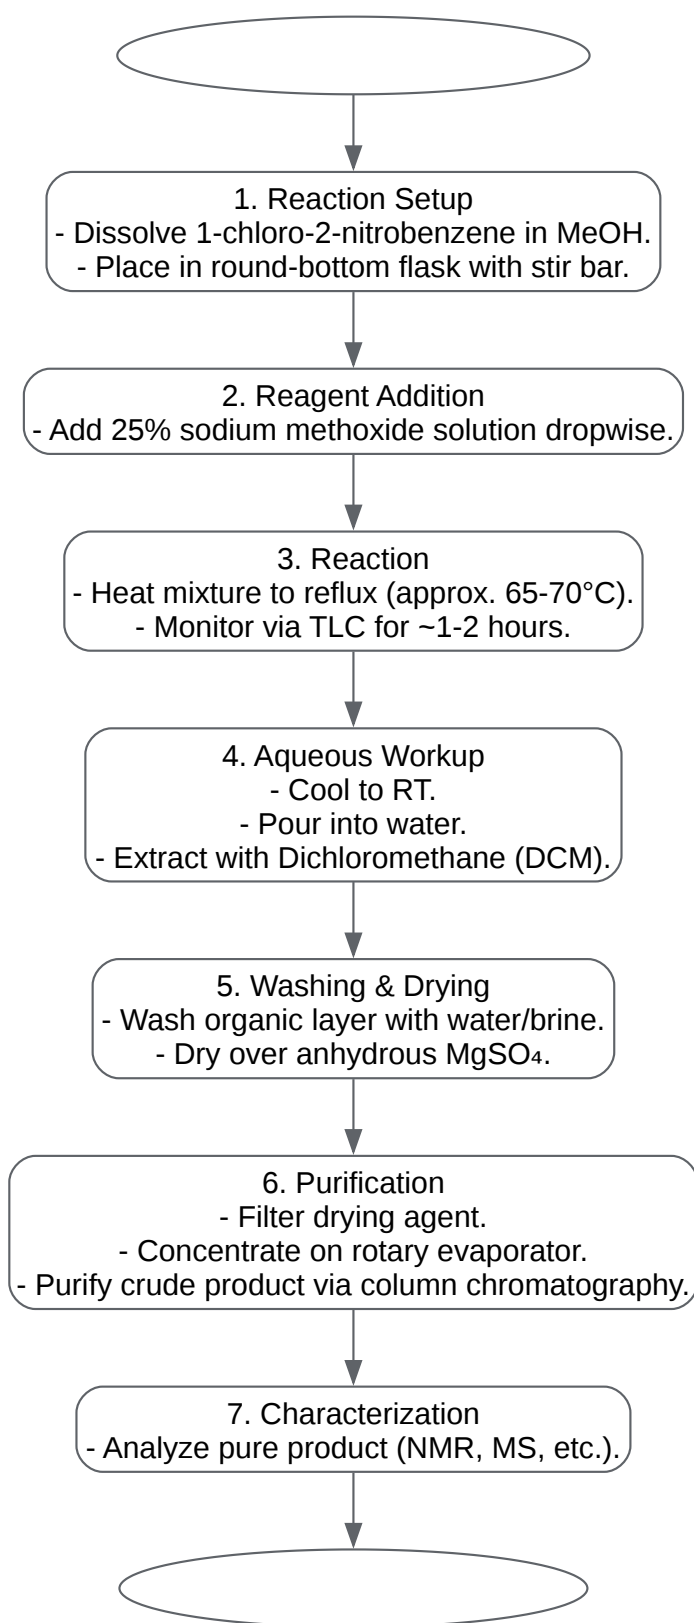 1. Reaction Setup
- Dissolve 1-chloro-2-nitrobenzene in MeOH.
- Place in round-bottom flask with stir bar.
2. Reagent Addition
- Add 25% sodium methoxide solution dropwise.
3. Reaction
- Heat mixture to reflux (approx. 65-70°C).
- Monitor via TLC for ~1-2 hours.
4. Aqueous Workup
- Cool to RT.
- Pour into water.
- Extract with Dichloromethane (DCM).
5. Washing & Drying
- Wash organic layer with water/brine.
- Dry over anhydrous MgSO₄.
6. Purification
- Filter drying agent.
- Concentrate on rotary evaporator.
- Purify crude product via column chromatography.
7. Characterization
- Analyze pure product (NMR, MS, etc.).